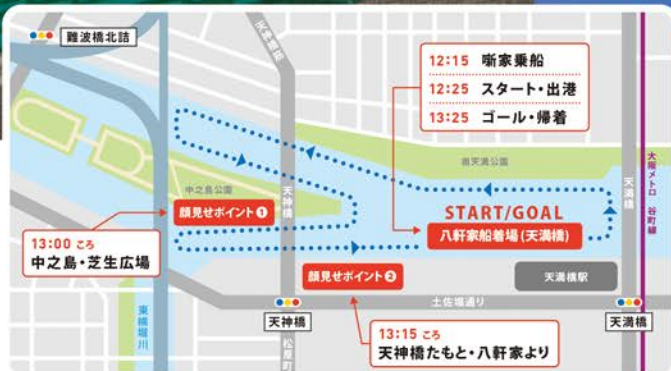 難波橋北詰
天神橋筋
12:15 噺家乗船
12:25 スタート・出港
13:25 ゴール・帰着
南天満公園
大阪メトロ 谷町線
中之島公園
天神橋
天満橋
顔見せポイント①
START/GOAL
八軒家船着場(天満橋)
13:00 ころ
中之島・芝生広場
顔見せポイント②
天満橋駅
土佐堀通り
東横堀川
天神橋
松屋町
天満橋
13:15 ころ
天神橋たもと・八軒家より